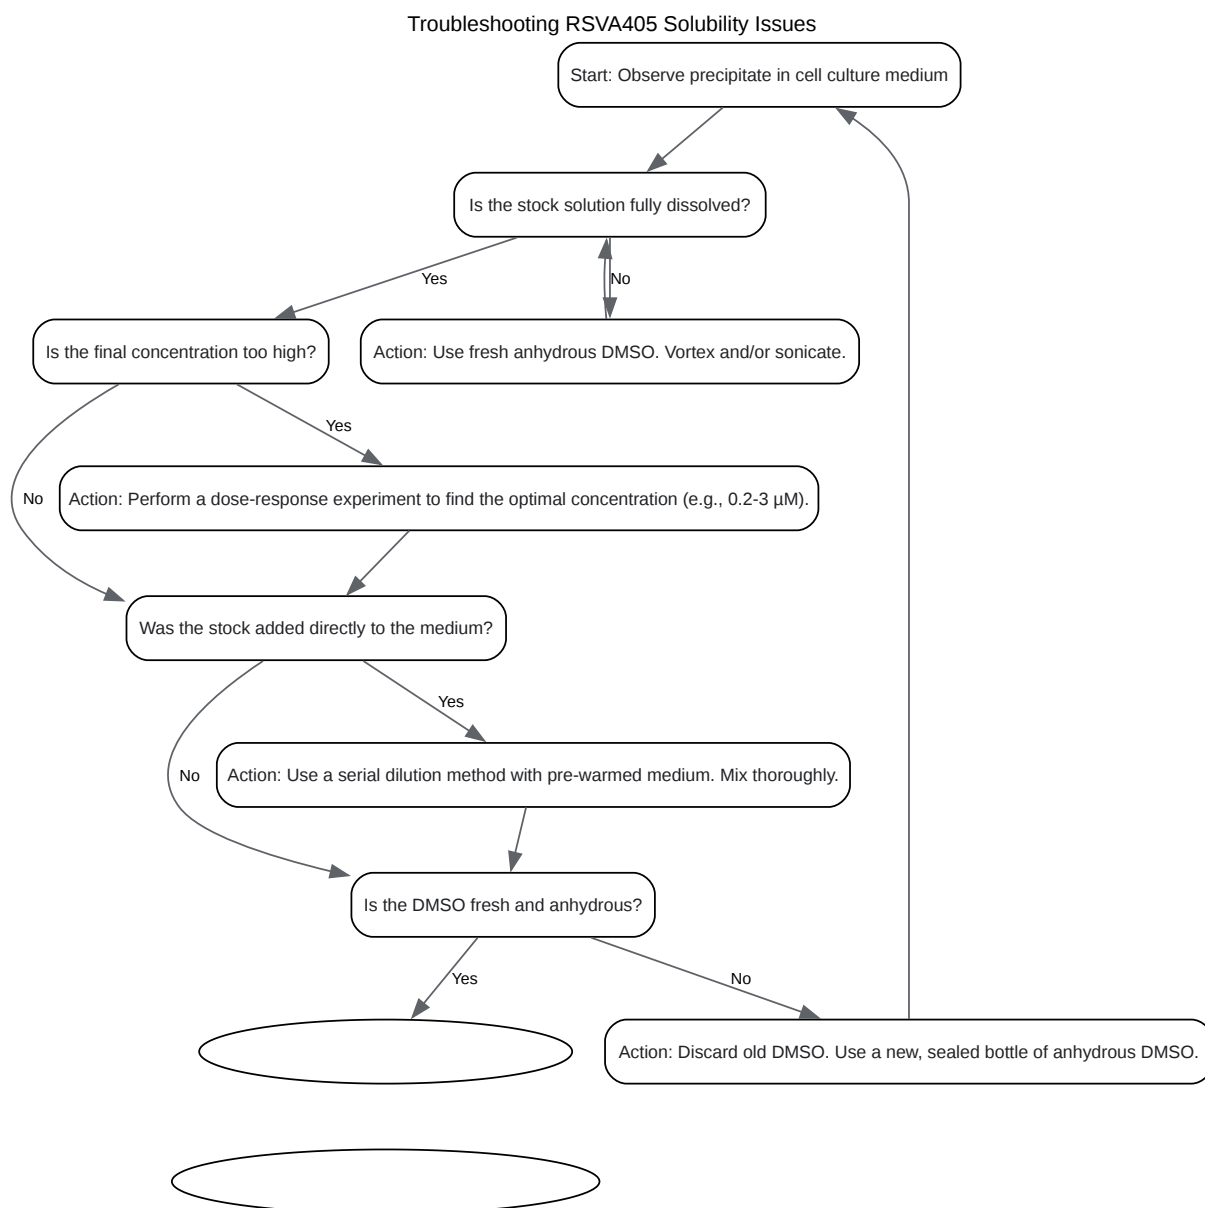 Troubleshooting RSVA405 Solubility Issues
Start: Observe precipitate in cell culture medium
Is the stock solution fully dissolved?
Yes
No
Is the final concentration too high?
Action: Use fresh anhydrous DMSO. Vortex and/or sonicate.
Yes
No
Action: Perform a dose-response experiment to find the optimal concentration (e.g., 0.2-3 µM).
Was the stock added directly to the medium?
Yes
No
Action: Use a serial dilution method with pre-warmed medium. Mix thoroughly.
Is the DMSO fresh and anhydrous?
Yes
No
Action: Discard old DMSO. Use a new, sealed bottle of anhydrous DMSO.